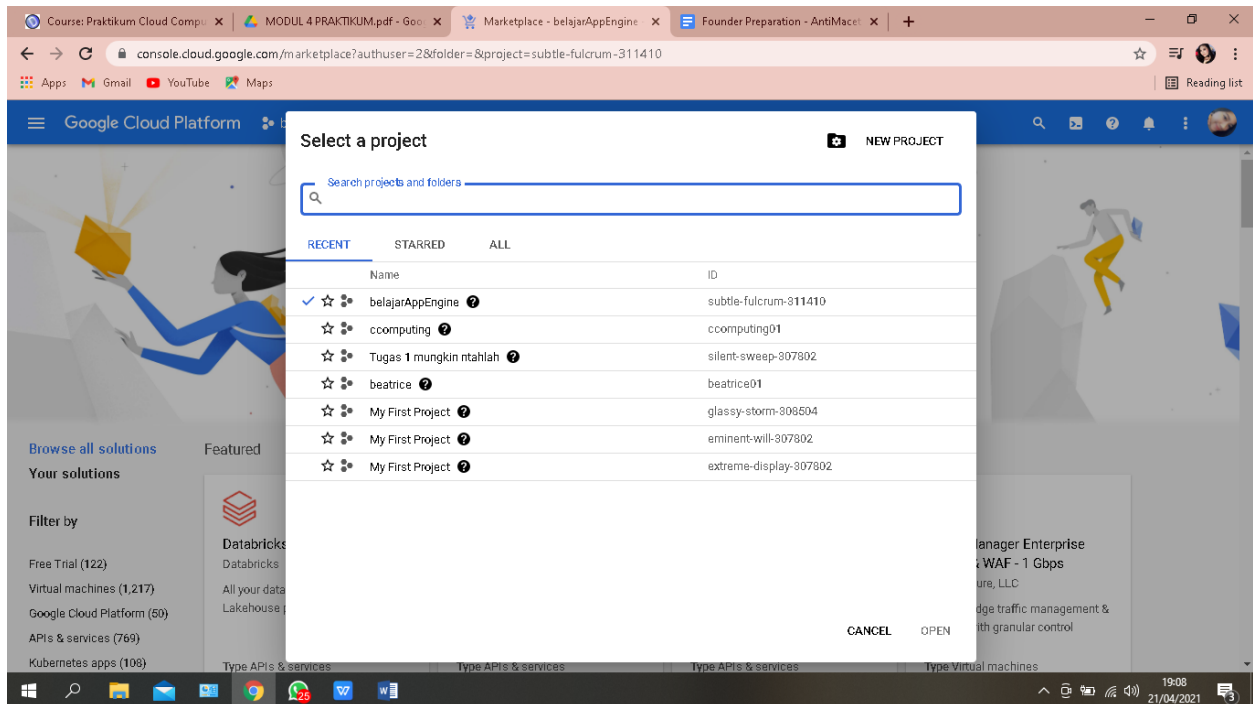 Course: Praktikum Cloud Compu
MODUL 4 PRAKTIKUM.pdf - Goo
Marketplace - belajarAppEngine
Founder Preparation - AntiMacet
console.cloud.google.com/marketplace?authuser=2&folder=&project=subtle-fulcrum-311410
Apps
Gmail
YouTube
Maps
Reading list
Google Cloud Platform
b
Select a project
NEW PROJECT
Search projects and folders
RECENT
STARRED
ALL
Name ID
belajarAppEngine subtle-fulcrum-311410
ccomputing ccomputing01
Tugas 1 mungkin ntahlah silent-sweep-307802
beatrice beatrice01
My First Project glassy-storm-308504
My First Project eminent-will-307802
My First Project extreme-display-307802
CANCEL
OPEN
Browse all solutions
Your solutions
Filter by
Free Trial (122)
Virtual machines (1,217)
Google Cloud Platform (50)
APIs & services (769)
Kubernetes apps (108)
Featured
Databricks
Databricks
All your data
Lakehouse p
Type APIs & services
Type APIs & services
Type APIs & services
Manager Enterprise
& WAF - 1 Gbps
ure, LLC
dge traffic management &
ith granular control
Type Virtual machines
25
W
19:08
21/04/2021
3